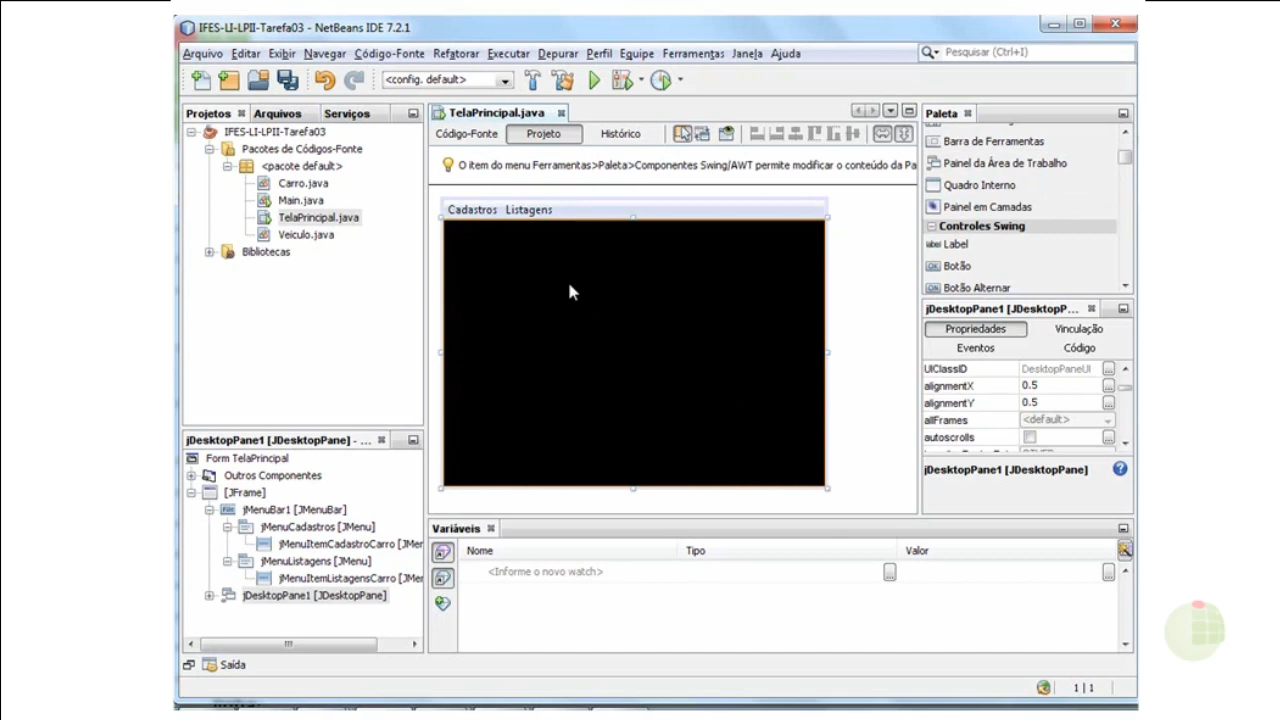 IFES-LI-LPII-Tarefa03 - NetBeans IDE 7.2.1
Arquivo Editar Exibir Navegar Código-Fonte Refatorar Executar Depurar Perfil Equipe Ferramentas Janela Ajuda
Pesquisar (Ctrl+I)
<config. default>
Projetos Arquivos Serviços
IFES-LI-LPII-Tarefa03
Pacotes de Códigos-Fonte
<pacote default>
Carro.java
Main.java
TelaPrincipal.java
Veiculo.java
Bibliotecas
TelaPrincipal.java
Código-Fonte Projeto Histórico
O item do menu Ferramentas>Paleta>Componentes Swing/AWT permite modificar o conteúdo da Pa
Cadastros Listagens
Paleta
Barra de Ferramentas
Painel da Área de Trabalho
Quadro Interno
Painel em Camadas
Controles Swing
label Label
OK Botão
ON Botão Alternar
jDesktopPane1 [JDesktopP...
Propriedades Vinculação
Eventos Código
UIClassID DesktopPaneUI ...
alignmentX 0.5 ...
alignmentY 0.5 ...
allFrames <default>
autoscrolls ...
jDesktopPane1 [JDesktopPane]
jDesktopPane1 [JDesktopPane] - ...
Form TelaPrincipal
Outros Componentes
[JFrame]
jMenuBar1 [JMenuBar]
jMenuCadastros [JMenu]
jMenuItemCadastroCarro [JMer
jMenuListagens [JMenu]
jMenuItemListagensCarro [JMer
jDesktopPane1 [JDesktopPane]
Variáveis
Nome Tipo Valor
<Informe o novo watch> ... ...
Saída
1 | 1